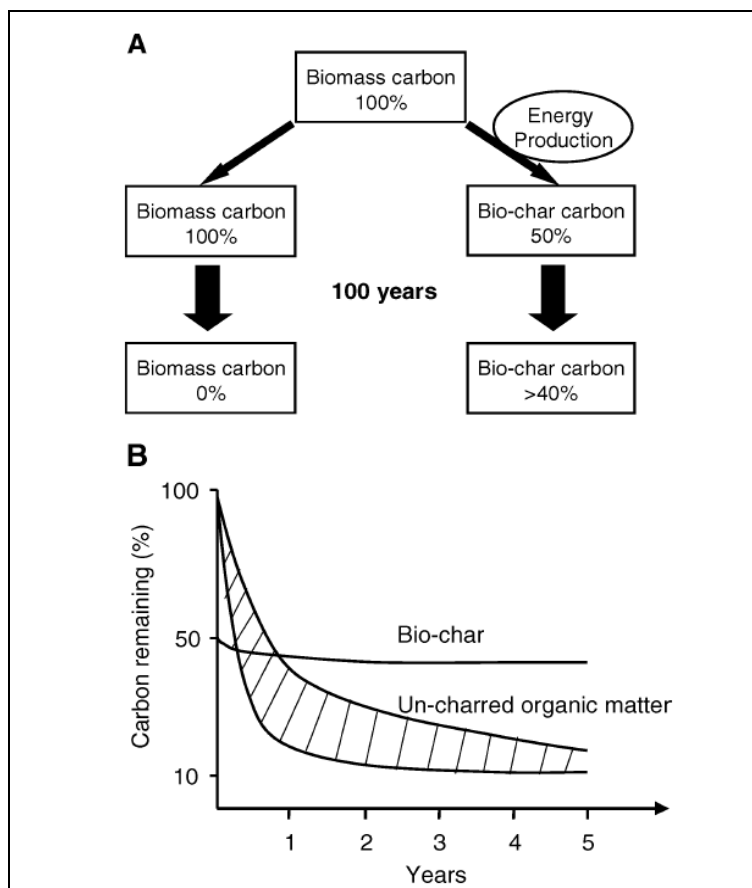 A
Biomass carbon
100%
Energy
Production
Biomass carbon
100%
Bio-char carbon
50%
100 years
Biomass carbon
0%
Bio-char carbon
>40%
B
Carbon remaining (%)
100
50
10
Bio-char
Un-charred organic matter
1 2 3 4 5
Years